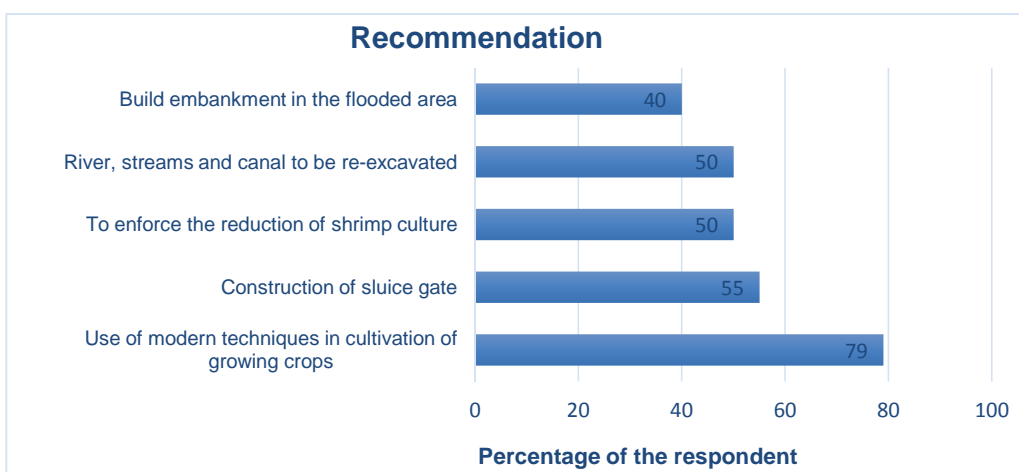 Recommendation
Build embankment in the flooded area
40
River, streams and canal to be re-excavated
50
To enforce the reduction of shrimp culture
50
Construction of sluice gate
55
Use of modern techniques in cultivation of
growing crops
79
0 20 40 60 80 100
Percentage of the respondent